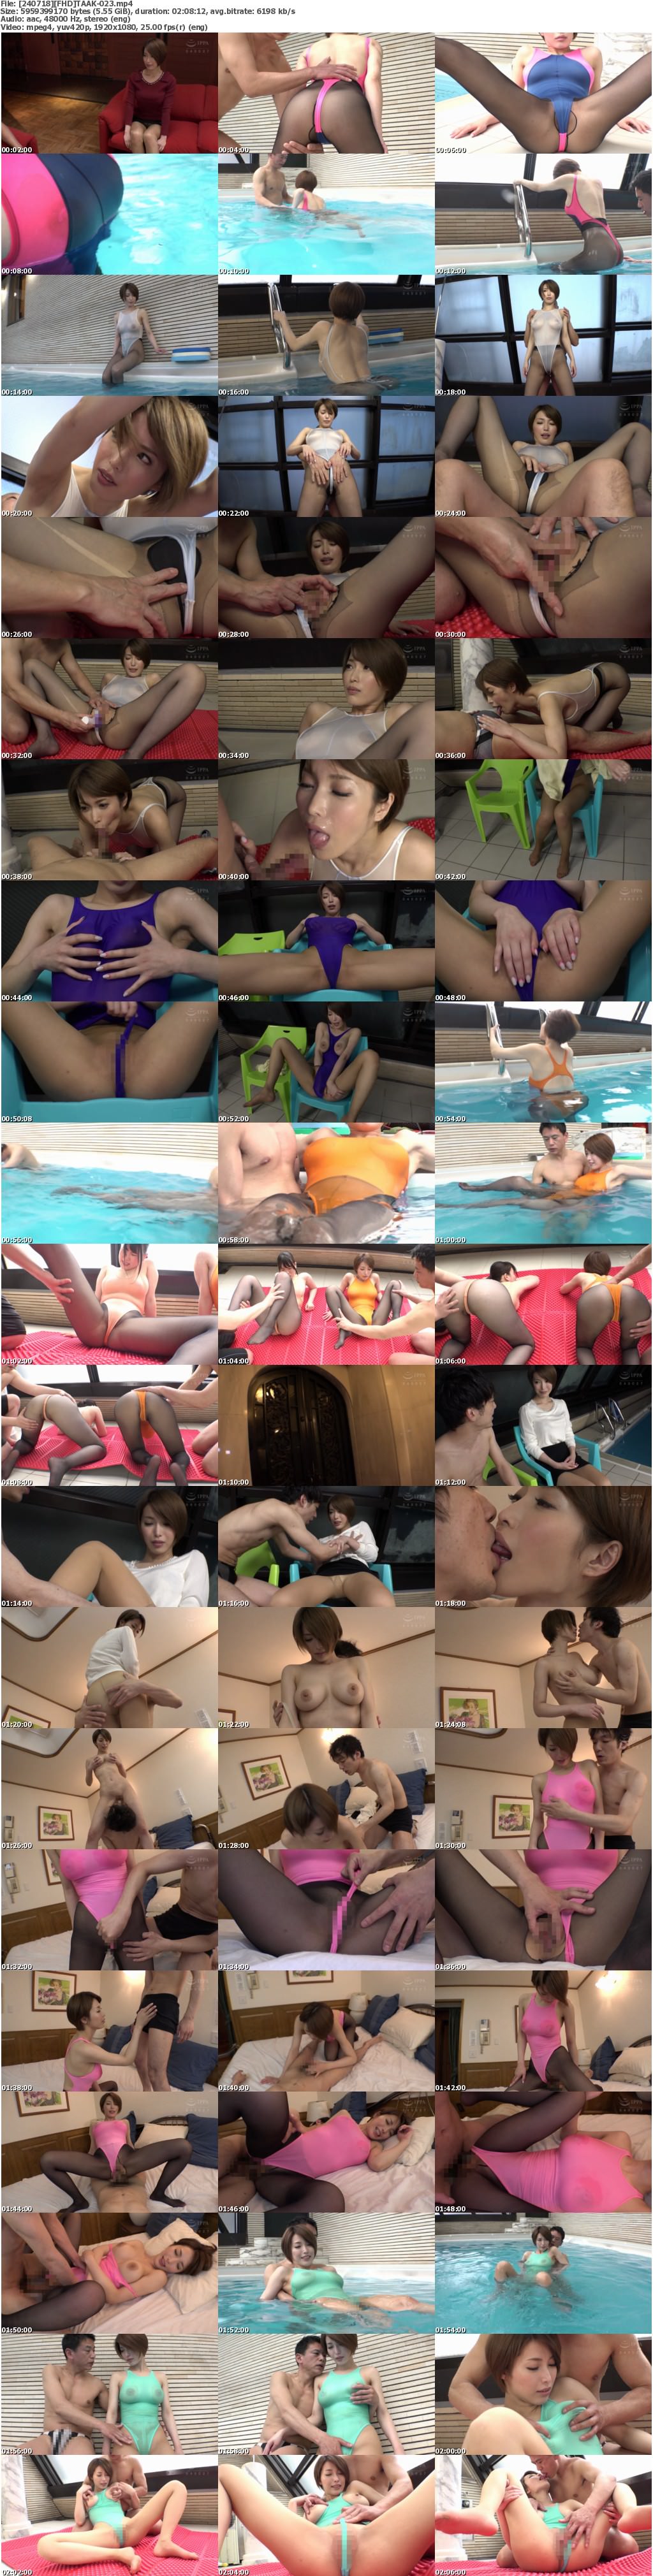 File: [240718][FHD]TAAK-023.mp4
Size: 5959399170 bytes (5.55 GiB), duration: 02:08:12, avg.bitrate: 6198 kb/s
Audio: aac, 48000 Hz, stereo (eng)
Video: mpeg4, yuv420p, 1920x1080, 25.00 fps(r) (eng)
00:02:00 00:04:00 00:06:00
00:08:00 00:10:00 00:12:00
00:14:00 00:16:00 00:18:00
00:20:00 00:22:00 00:24:00
00:26:00 00:28:00 00:30:00
00:32:00 00:34:00 00:36:00
00:38:00 00:40:00 00:42:00
00:44:00 00:46:00 00:48:00
00:50:08 00:52:00 00:54:00
00:56:00 00:58:00 01:00:00
01:02:00 01:04:00 01:06:00
01:08:00 01:10:00 01:12:00
01:14:00 01:16:00 01:18:00
01:20:00 01:22:00 01:24:08
01:26:00 01:28:00 01:30:00
01:32:00 01:34:00 01:36:00
01:38:00 01:40:00 01:42:00
01:44:00 01:46:00 01:48:00
01:50:00 01:52:00 01:54:00
01:56:00 01:58:00 02:00:00
02:02:00 02:04:00 02:06:00